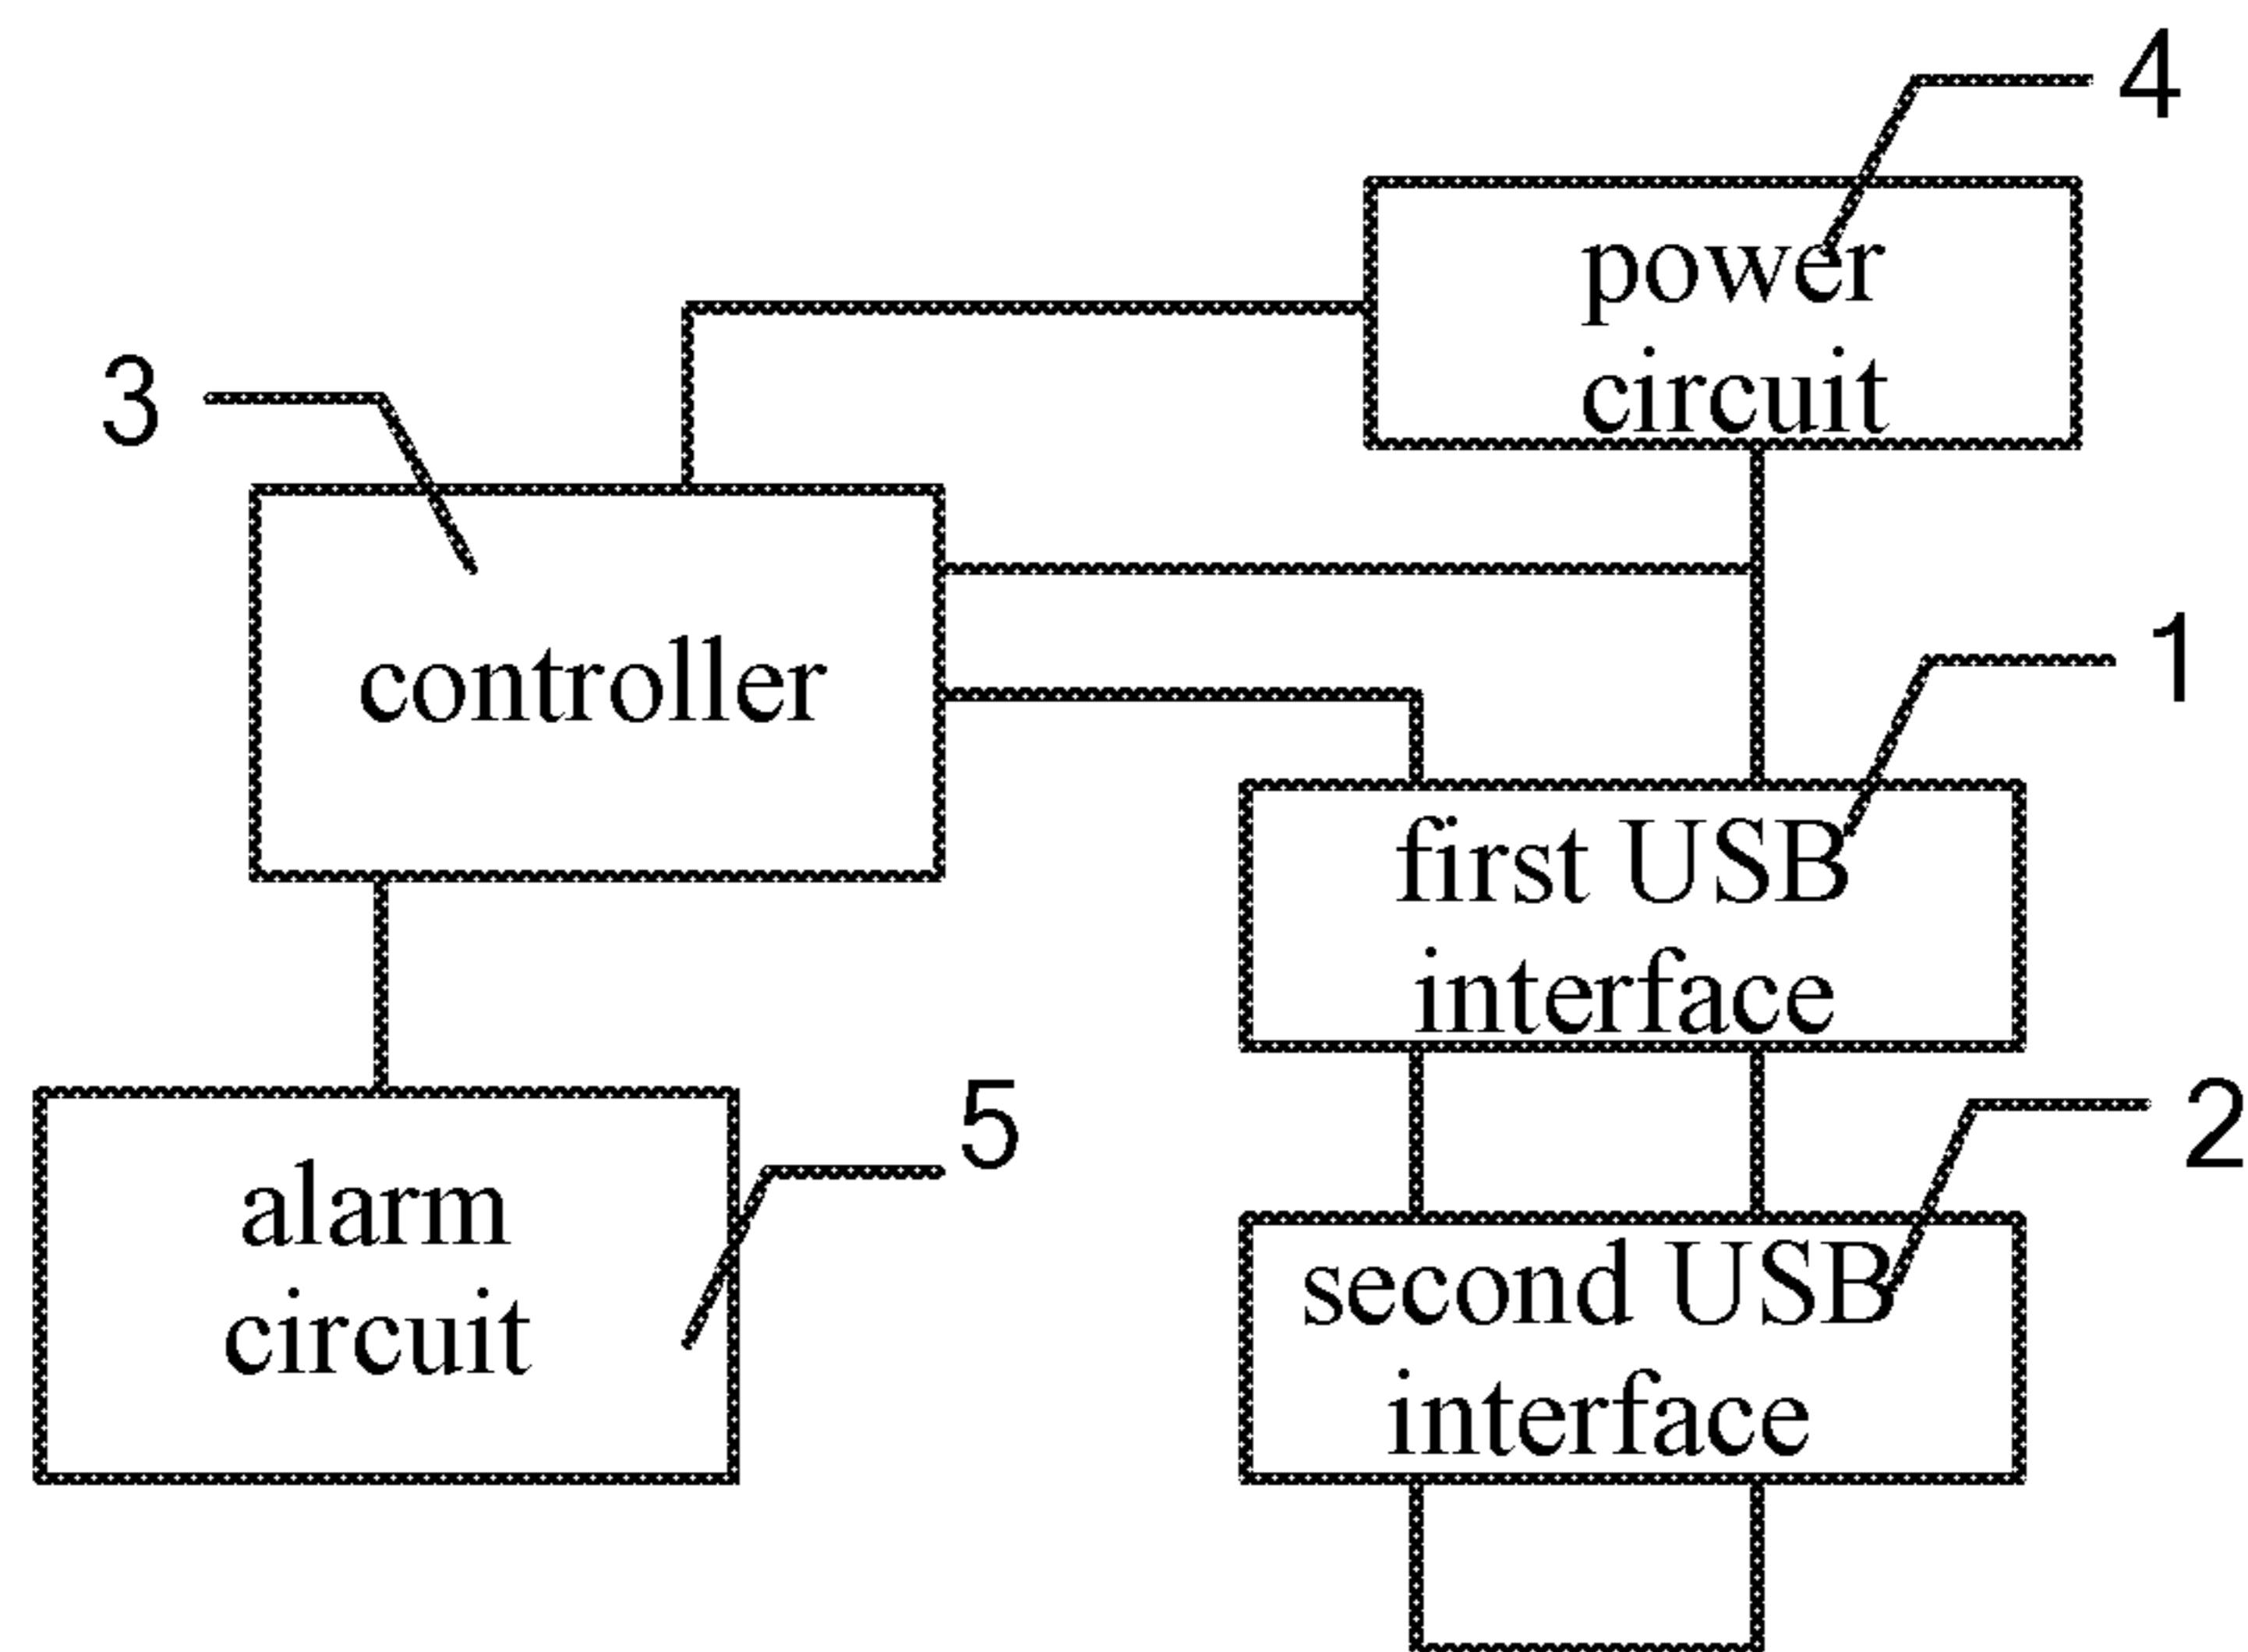 4
power
circuit
3
controller
1
first USB
interface
5
2
alarm
circuit
second USB
interface